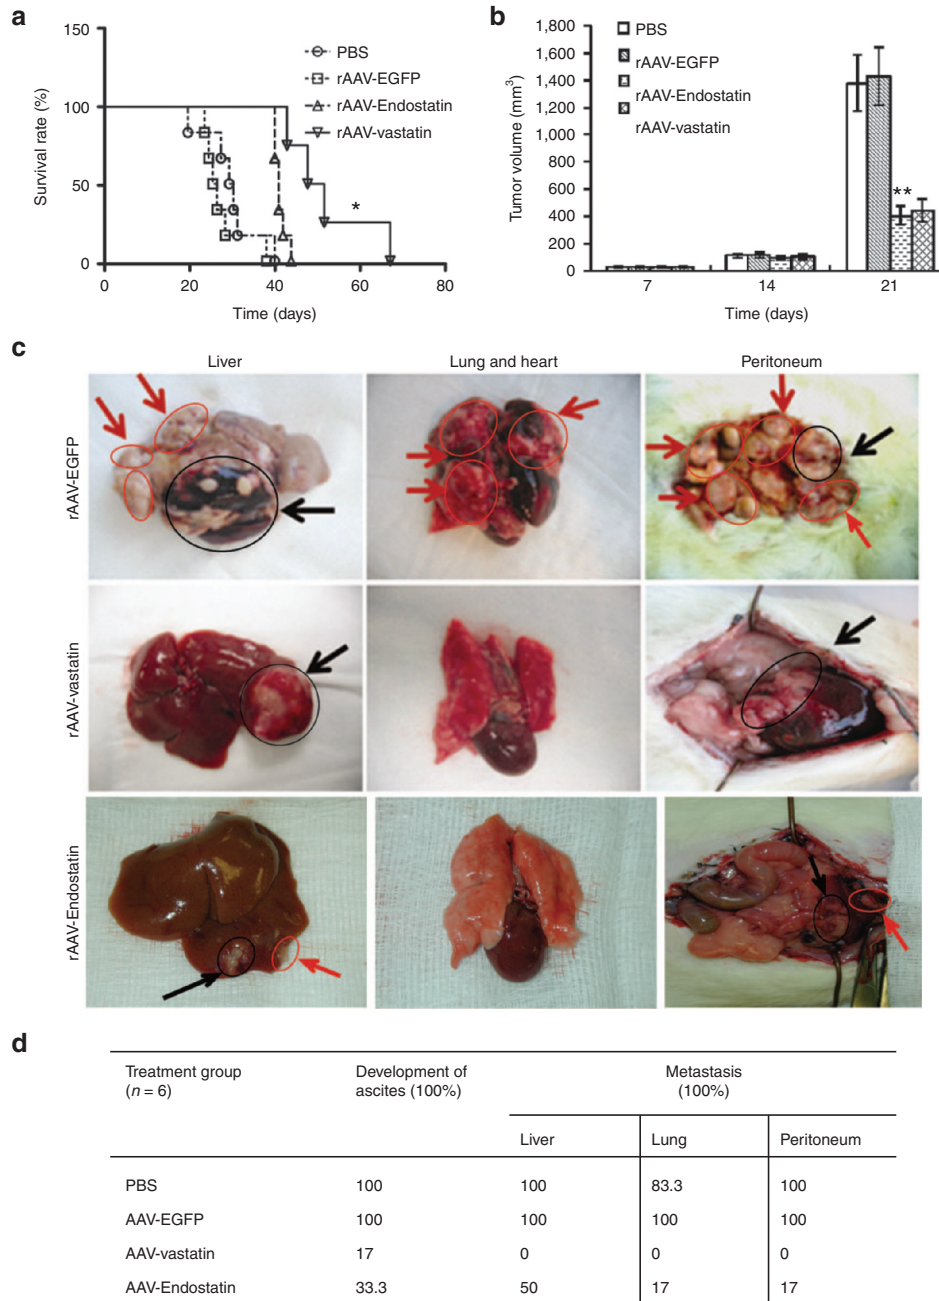 a
150
100
50
0
Survival rate (%)
0 20 40 60 80
Time (days)
PBS
rAAV-EGFP
rAAV-Endostatin
rAAV-vastatin
*
b
1,800
1,600
1,400
1,200
1,000
800
600
400
200
0
Tumor volume (mm³)
PBS
rAAV-EGFP
rAAV-Endostatin
rAAV-vastatin
**
7 14 21
Time (days)
c
Liver Lung and heart Peritoneum
rAAV-EGFP
rAAV-vastatin
rAAV-Endostatin
d
Treatment group Development of Metastasis
(n = 6) ascites (100%) (100%)
Liver Lung Peritoneum
PBS 100 100 83.3 100
AAV-EGFP 100 100 100 100
AAV-vastatin 17 0 0 0
AAV-Endostatin 33.3 50 17 17